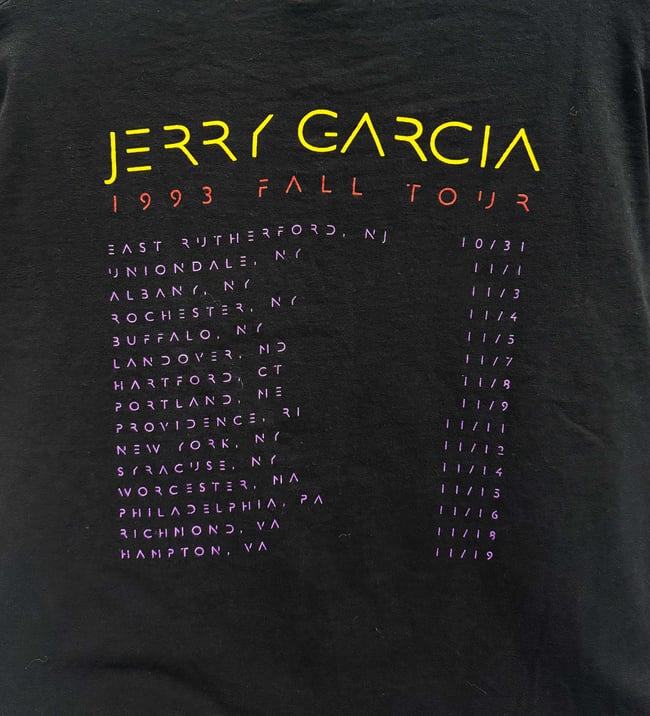 JERRY GARCIA
1993 FALL TOUR
EAST RUTHERFORD, NJ 10/31
UNIONDALE, NY 11/1
ALBANY, NY 11/3
ROCHESTER, NY 11/4
BUFFALO, NY 11/5
LANDOVER, MD 11/7
HARTFORD, CT 11/8
PORTLAND, ME 11/9
PROVIDENCE, RI 11/11
NEW YORK, NY 11/12
SYRACUSE, NY 11/14
WORCESTER, MA 11/15
PHILADELPHIA, PA 11/16
RICHMOND, VA 11/18
HAMPTON, VA 11/19